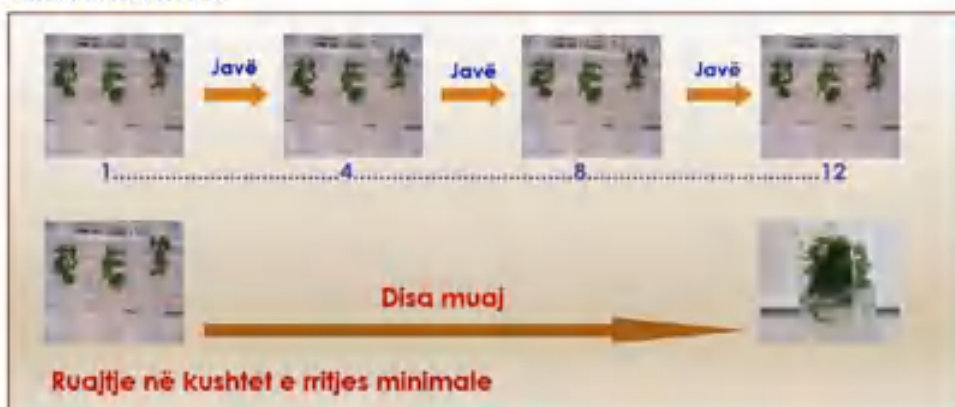 Javë Javë Javë
1 4 8 12
Disa muaj
Ruajtje në kushtet e rritjes minimale